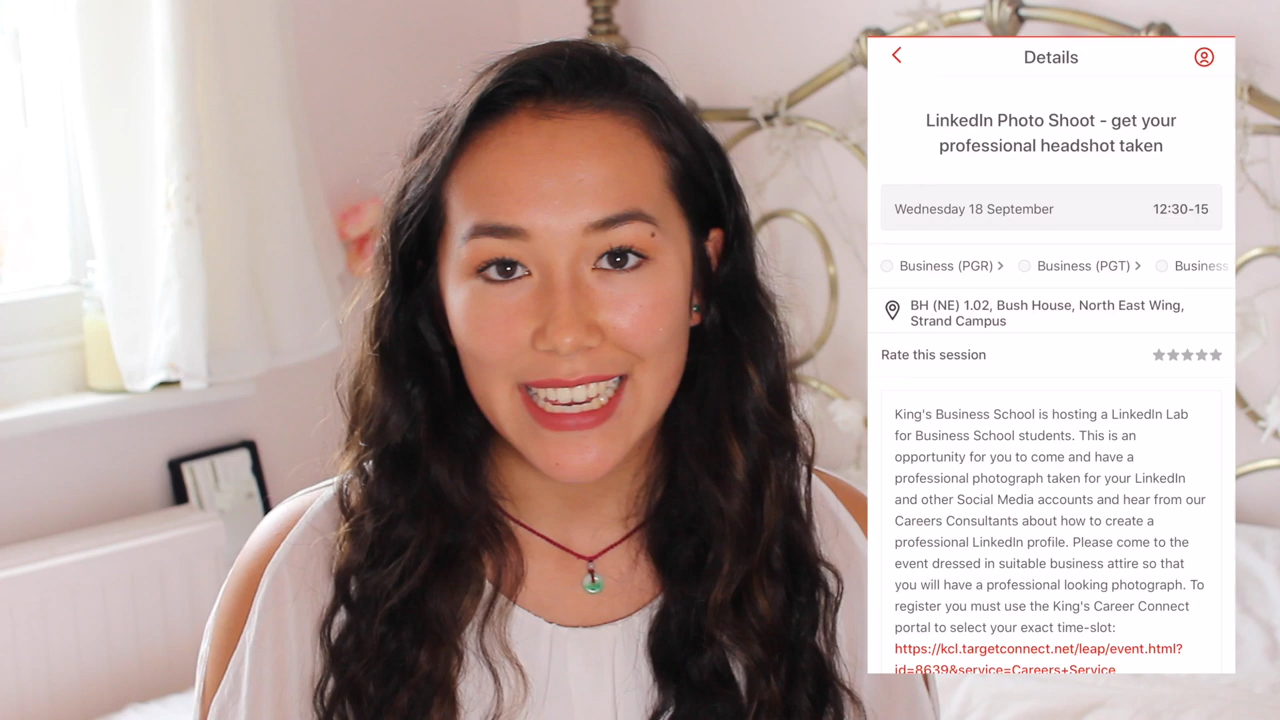 Details
LinkedIn Photo Shoot - get your
professional headshot taken
Wednesday 18 September 12:30-15
Business (PGR) Business (PGT) Business
BH (NE) 1.02, Bush House, North East Wing,
Strand Campus
Rate this session
King's Business School is hosting a LinkedIn Lab
for Business School students. This is an
opportunity for you to come and have a
professional photograph taken for your LinkedIn
and other Social Media accounts and hear from our
Careers Consultants about how to create a
professional LinkedIn profile. Please come to the
event dressed in suitable business attire so that
you will have a professional looking photograph. To
register you must use the King's Career Connect
portal to select your exact time-slot:
https://kcl.targetconnect.net/leap/event.html?
id=8639&service=Careers+Service